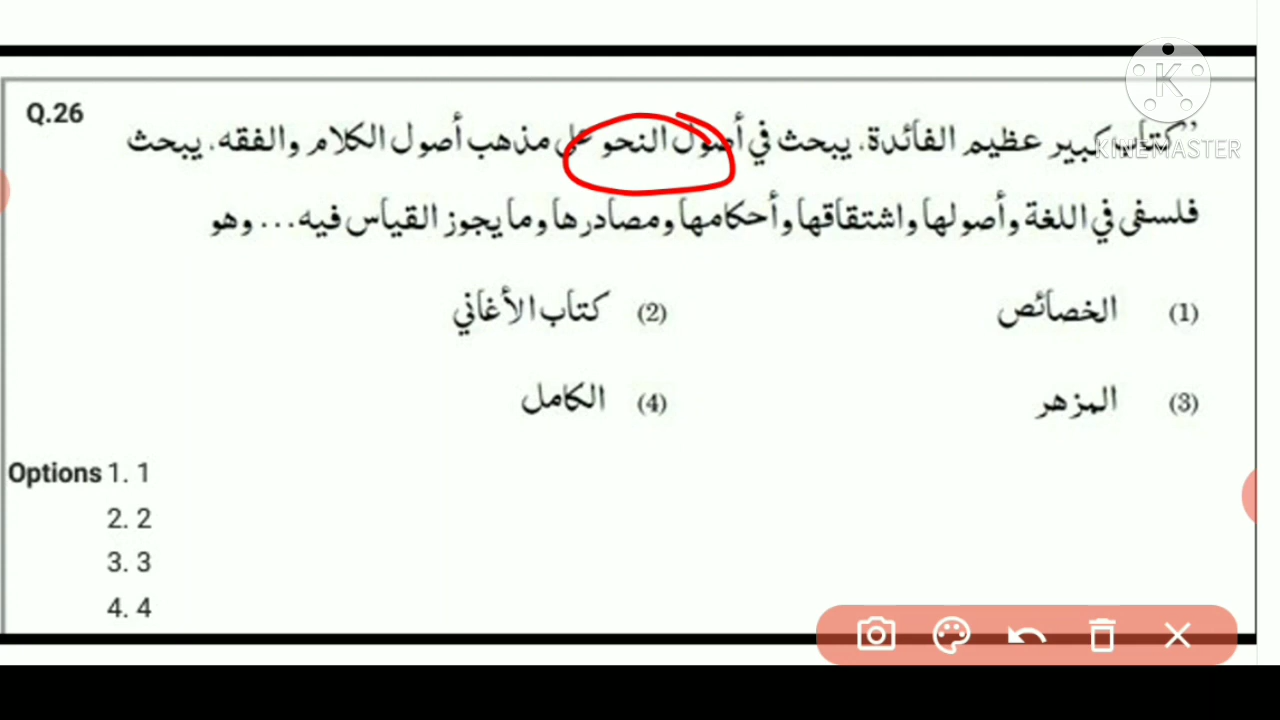 Q.26
”كتاب كبير عظيم الفائدة، يبحث في أصول النحو على مذهب أصول الكلام والفقه. يبحث
فلسفى في اللغة وأصولها واشتقاقها وأحكامها ومصادرها وما يجوز القياس فيه... وهو
(1) الخصائص (2) كتاب الأغاني
(3) المزهر (4) الكامل
Options 1. 1
2. 2
3. 3
4. 4
K
KINEMASTER